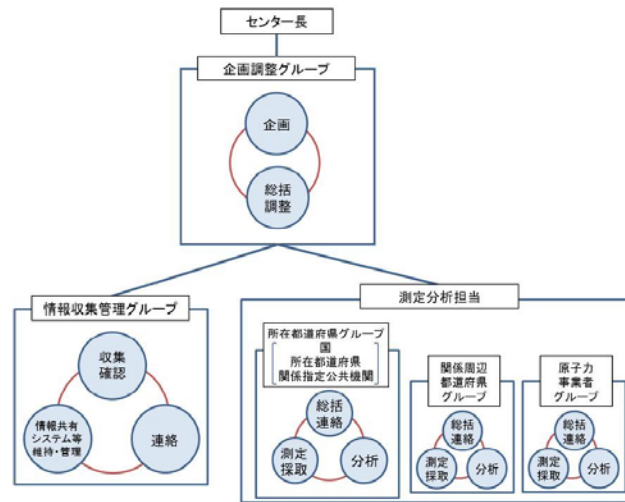 センター長
企画調整グループ
企画
総括
調整
情報収集管理グループ
収集
確認
情報共有
システム等
維持・管理
連絡
測定分析担当
所在都道府県グループ
国
所在都道府県
関係指定公共機関
総括
連絡
測定
採取
分析
関係周辺
都道府県
グループ
総括
連絡
測定
採取
分析
原子力
事業者
グループ
総括
連絡
測定
採取
分析